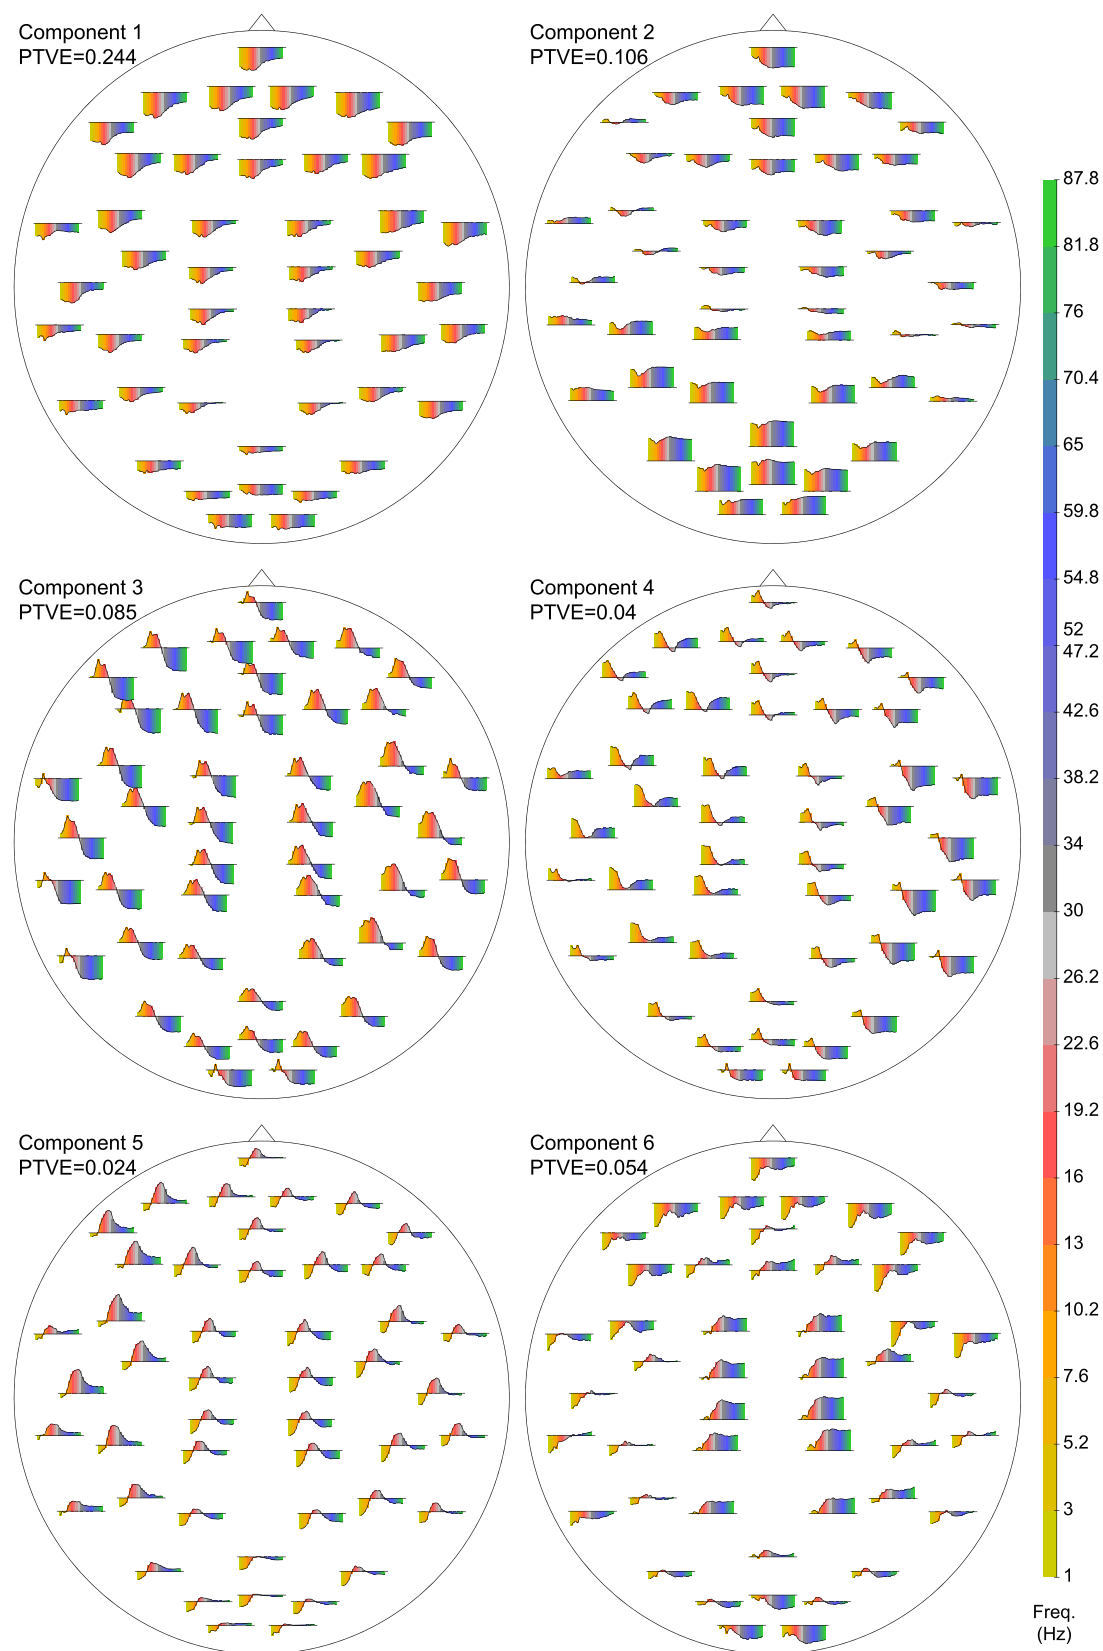 Component 1
PTVE=0.244
Component 2
PTVE=0.106
Component 3
PTVE=0.085
Component 4
PTVE=0.04
Component 5
PTVE=0.024
Component 6
PTVE=0.054
87.8
81.8
76
70.4
65
59.8
54.8
52
47.2
42.6
38.2
34
30
26.2
22.6
19.2
16
13
10.2
7.6
5.2
3
1
Freq.
(Hz)